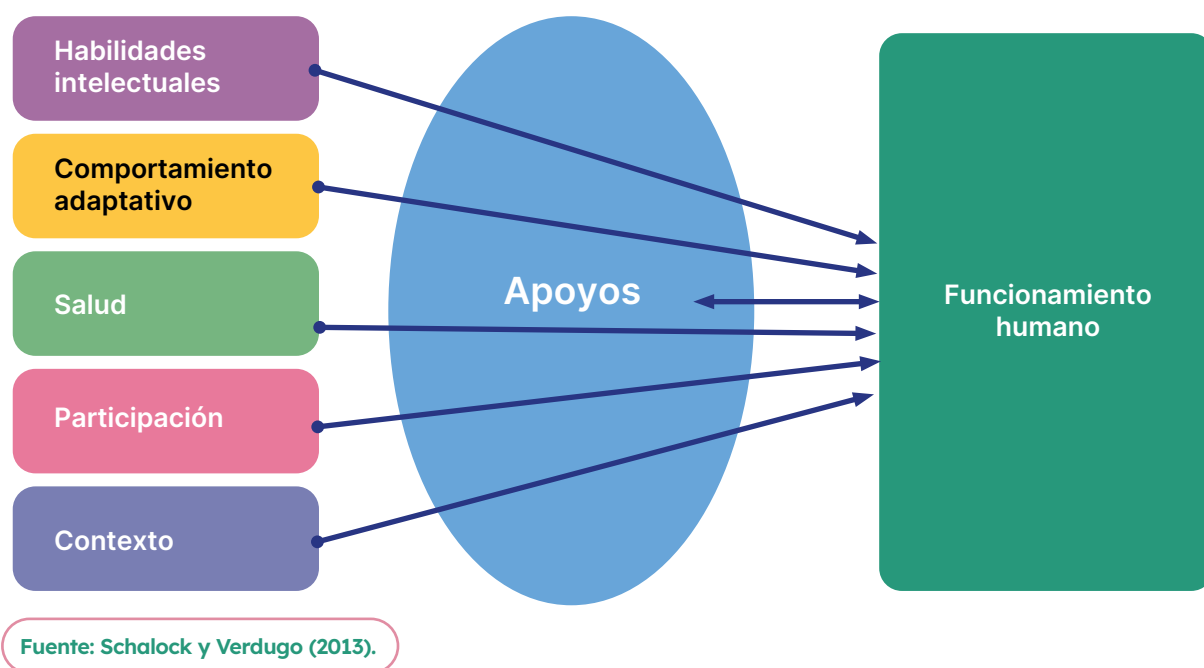 Habilidades
intelectuales
Comportamiento
adaptativo
Salud
Participación
Contexto
Apoyos
Funcionamiento
humano
Fuente: Schalock y Verdugo (2013).